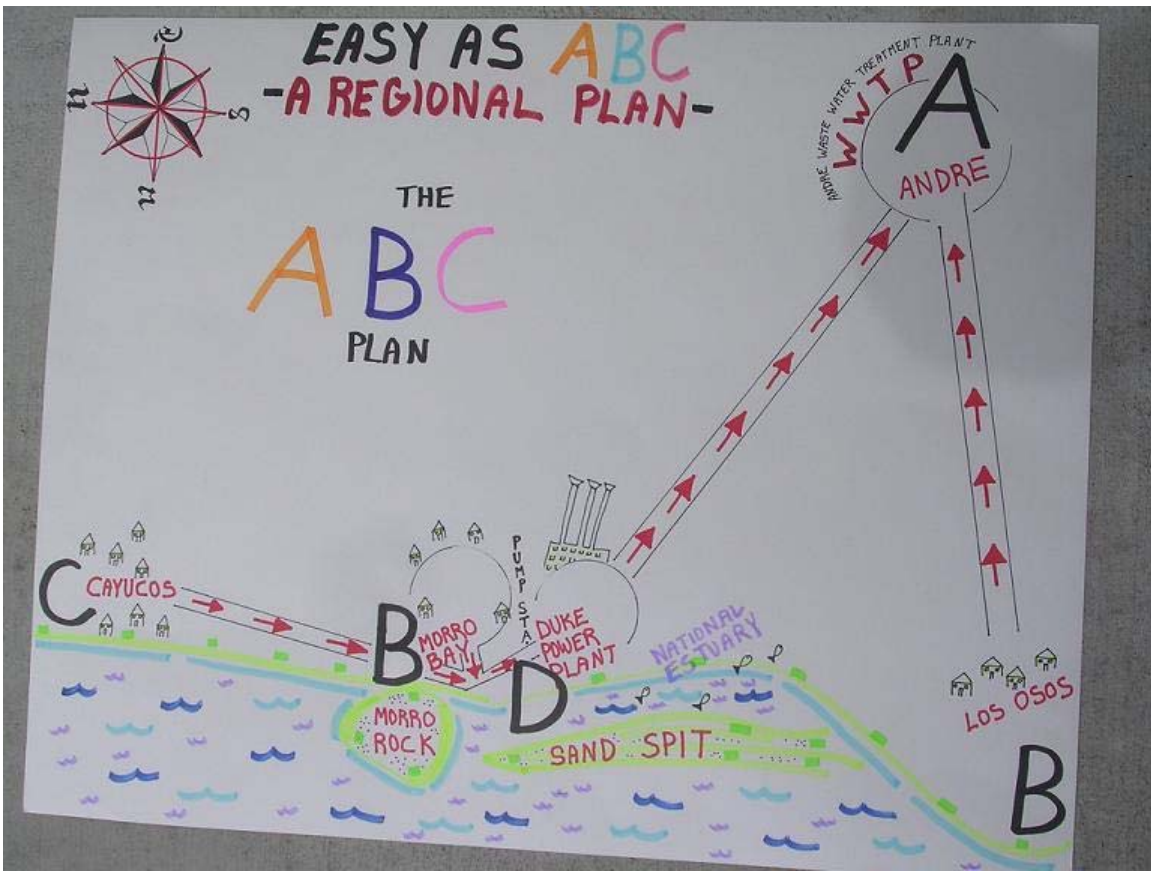 EASY AS ABC
-A REGIONAL PLAN-
THE
ABC
PLAN
ANDRE WASTE WATER TREATMENT PLANT
WWTP
A
ANDRE
C
CAYUCOS
B
MORRO
BAY
PUMP STA.
DUKE
POWER
PLANT
D
NATIONAL
ESTUARY
MORRO
ROCK
SAND SPIT
LOS OSOS
B